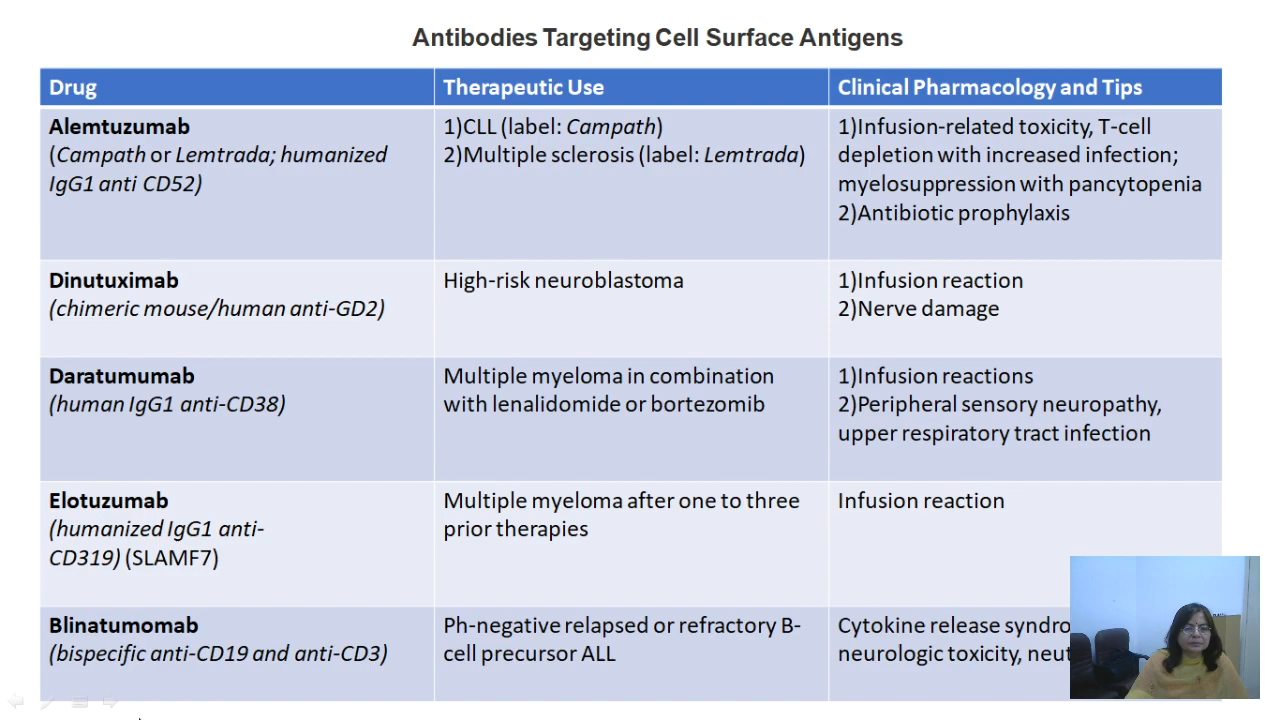 Antibodies Targeting Cell Surface Antigens
Drug
Therapeutic Use
Clinical Pharmacology and Tips
Alemtuzumab
(Campath or Lemtrada; humanized
IgG1 anti CD52)
1)CLL (label: Campath)
2)Multiple sclerosis (label: Lemtrada)
1)Infusion-related toxicity, T-cell
depletion with increased infection;
myelosuppression with pancytopenia
2)Antibiotic prophylaxis
Dinutuximab
(chimeric mouse/human anti-GD2)
High-risk neuroblastoma
1)Infusion reaction
2)Nerve damage
Daratumumab
(human IgG1 anti-CD38)
Multiple myeloma in combination
with lenalidomide or bortezomib
1)Infusion reactions
2)Peripheral sensory neuropathy,
upper respiratory tract infection
Elotuzumab
(humanized IgG1 anti-
CD319) (SLAMF7)
Multiple myeloma after one to three
prior therapies
Infusion reaction
Blinatumomab
(bispecific anti-CD19 and anti-CD3)
Ph-negative relapsed or refractory B-
cell precursor ALL
Cytokine release
neurologic toxicity,